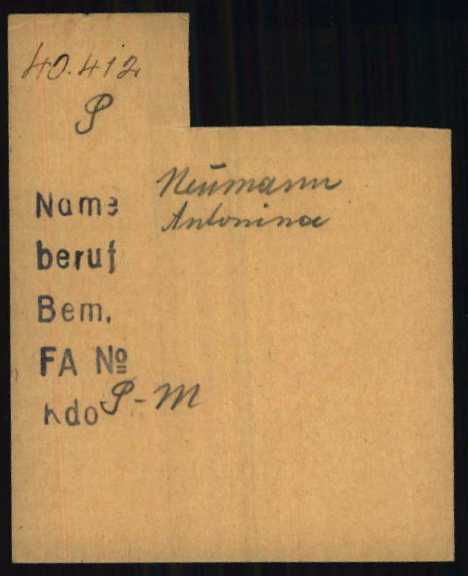 40.412
P
Name Neumann
Antonina
beruf
Bem.
FA №
Kdo P-M